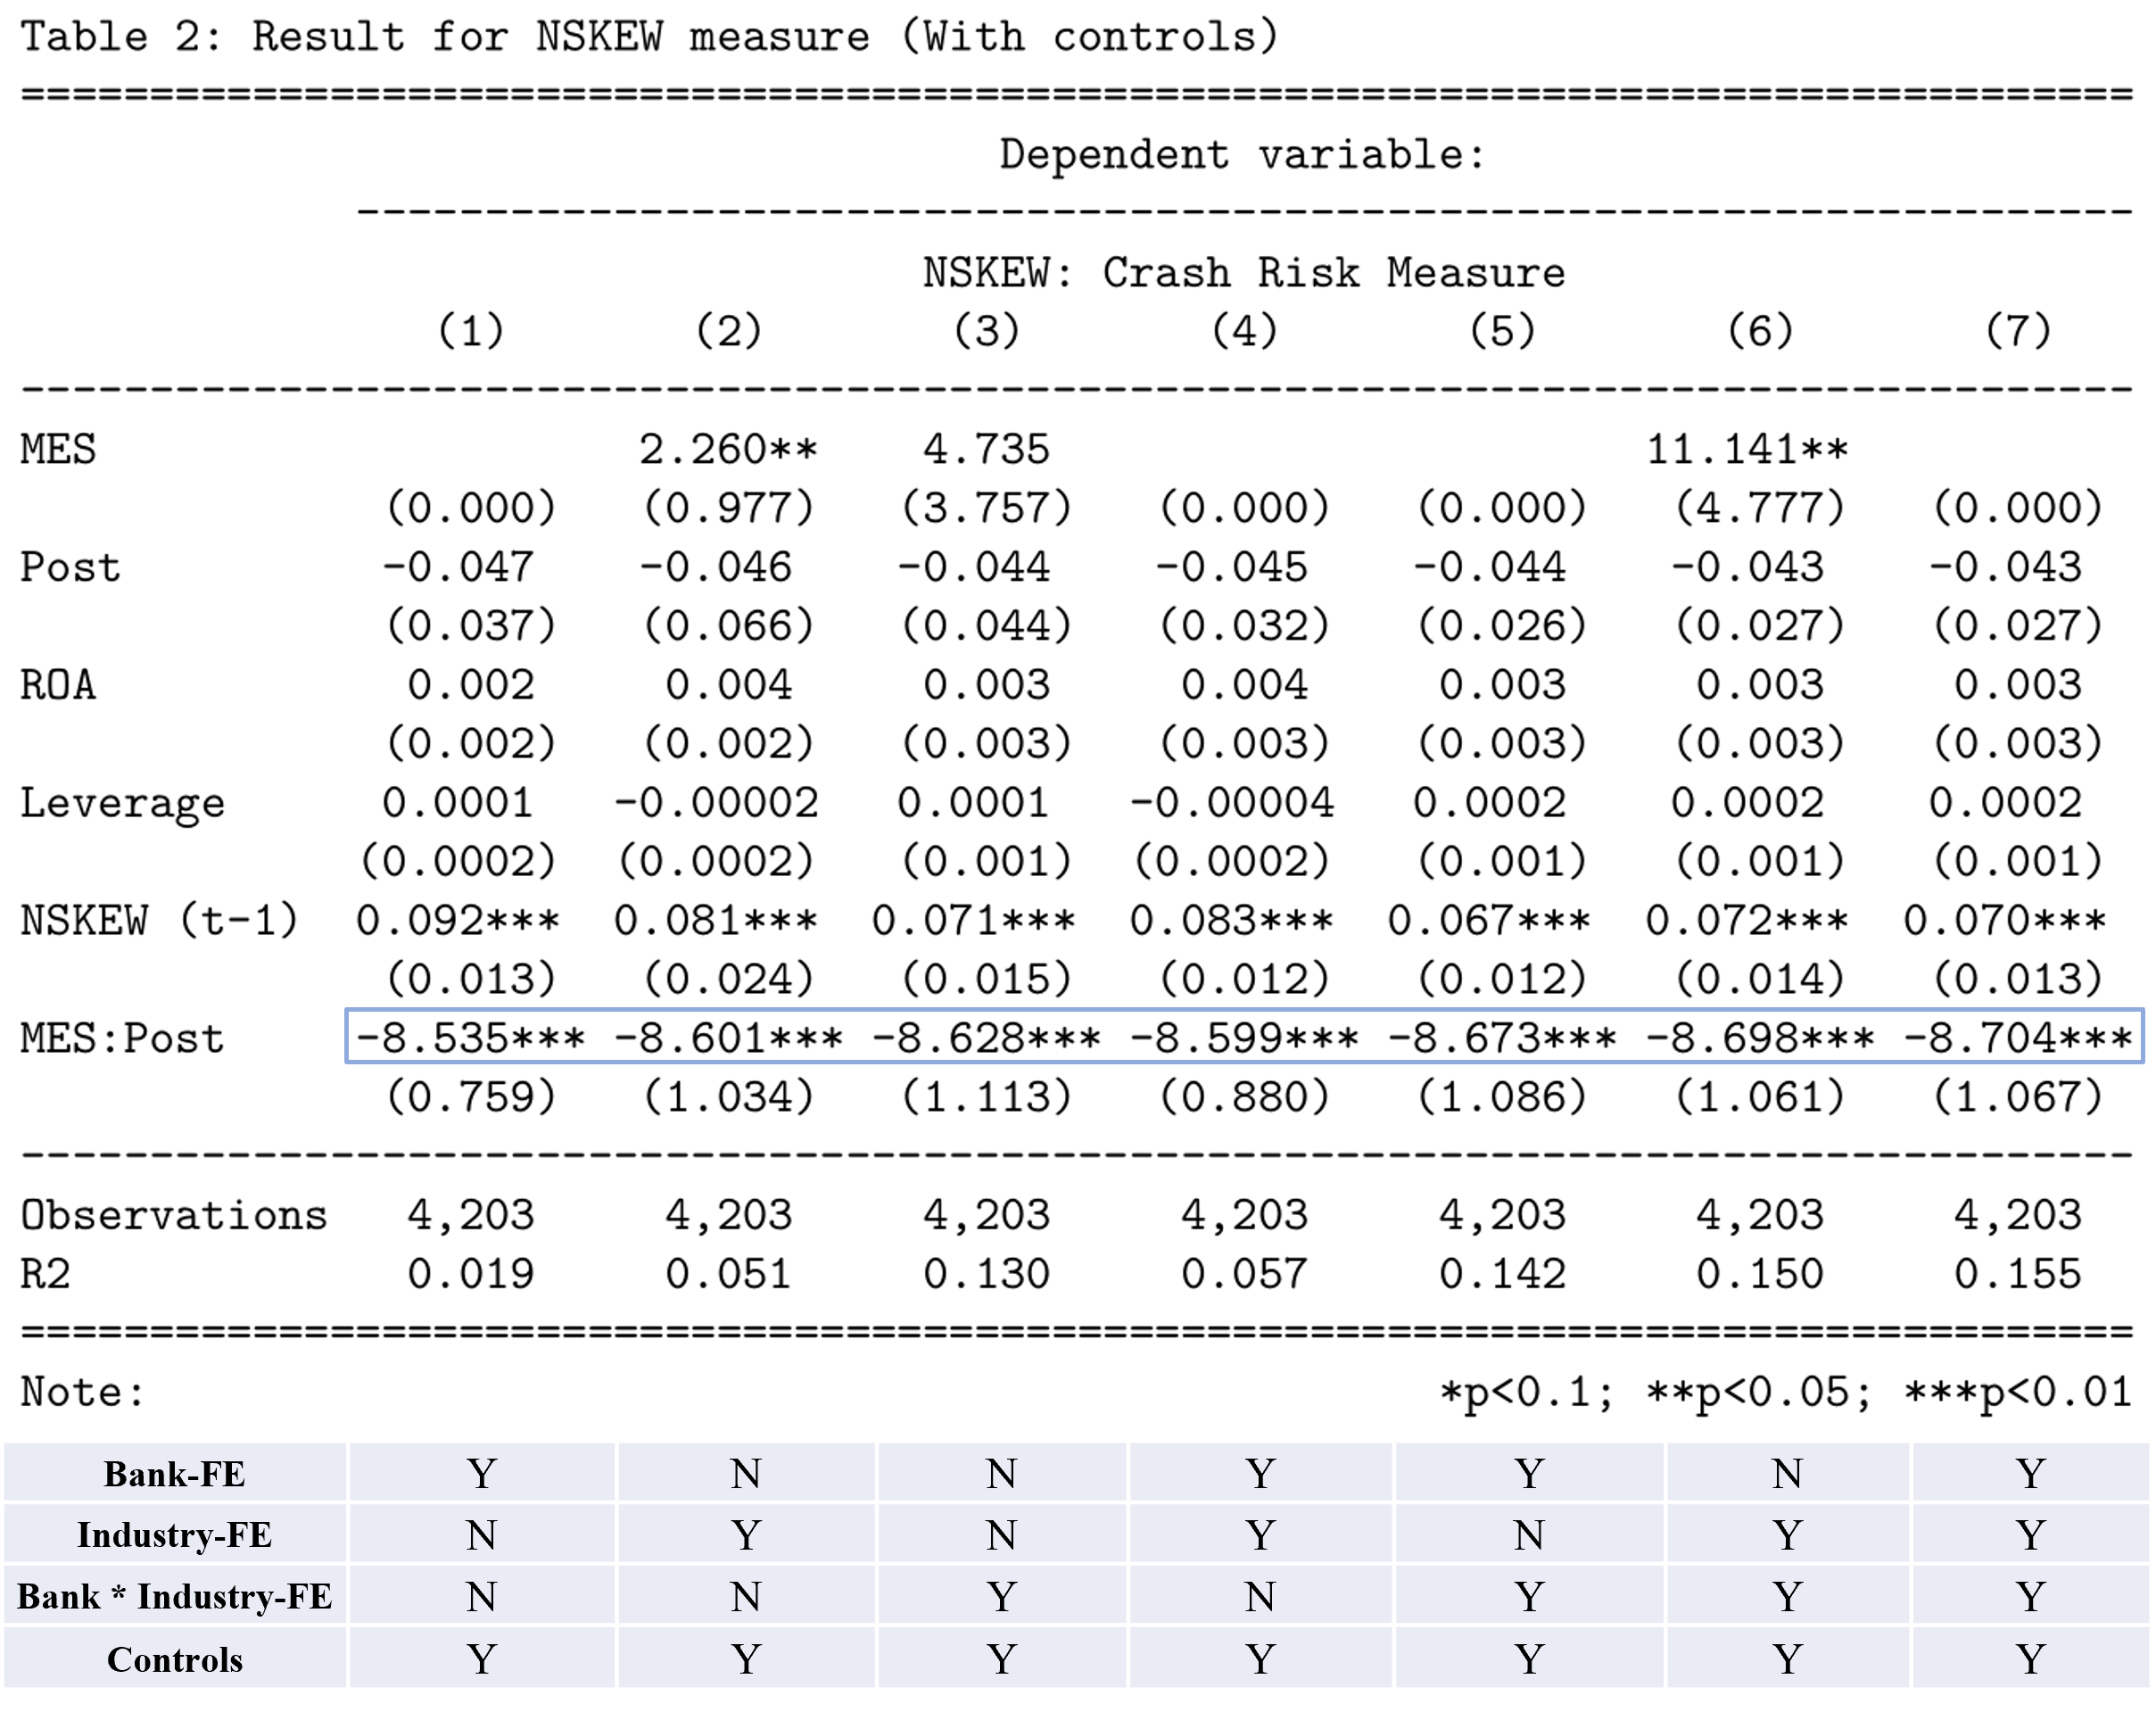 Table 2: Result for NSKEW measure (With controls)
==================================================================================
Dependent variable:
---------------------------------------------------------------------
NSKEW: Crash Risk Measure
(1) (2) (3) (4) (5) (6) (7)
----------------------------------------------------------------------------------
MES 2.260** 4.735 11.141**
(0.000) (0.977) (3.757) (0.000) (0.000) (4.777) (0.000)
Post -0.047 -0.046 -0.044 -0.045 -0.044 -0.043 -0.043
(0.037) (0.066) (0.044) (0.032) (0.026) (0.027) (0.027)
ROA 0.002 0.004 0.003 0.004 0.003 0.003 0.003
(0.002) (0.002) (0.003) (0.003) (0.003) (0.003) (0.003)
Leverage 0.0001 -0.00002 0.0001 -0.00004 0.0002 0.0002 0.0002
(0.0002) (0.0002) (0.001) (0.0002) (0.001) (0.001) (0.001)
NSKEW (t-1) 0.092*** 0.081*** 0.071*** 0.083*** 0.067*** 0.072*** 0.070***
(0.013) (0.024) (0.015) (0.012) (0.012) (0.014) (0.013)
MES:Post -8.535*** -8.601*** -8.628*** -8.599*** -8.673*** -8.698*** -8.704***
(0.759) (1.034) (1.113) (0.880) (1.086) (1.061) (1.067)
----------------------------------------------------------------------------------
Observations 4,203 4,203 4,203 4,203 4,203 4,203 4,203
R2 0.019 0.051 0.130 0.057 0.142 0.150 0.155
==================================================================================
Note: *p<0.1; **p<0.05; ***p<0.01
Bank-FE Y N N Y Y N Y
Industry-FE N Y N Y N Y Y
Bank * Industry-FE N N Y N Y Y Y
Controls Y Y Y Y Y Y Y